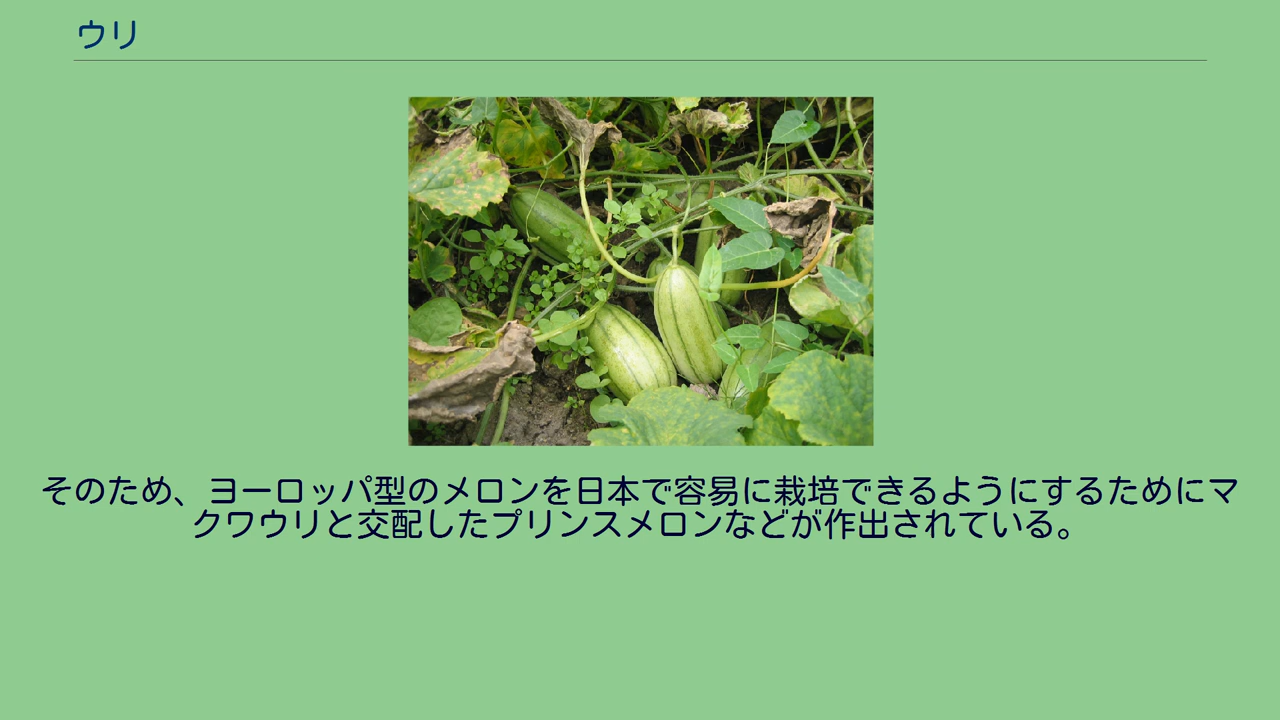 ウリ
そのため、ヨーロッパ型のメロンを日本で容易に栽培できるようにするためにマ
クワウリと交配したプリンスメロンなどが作出されている。